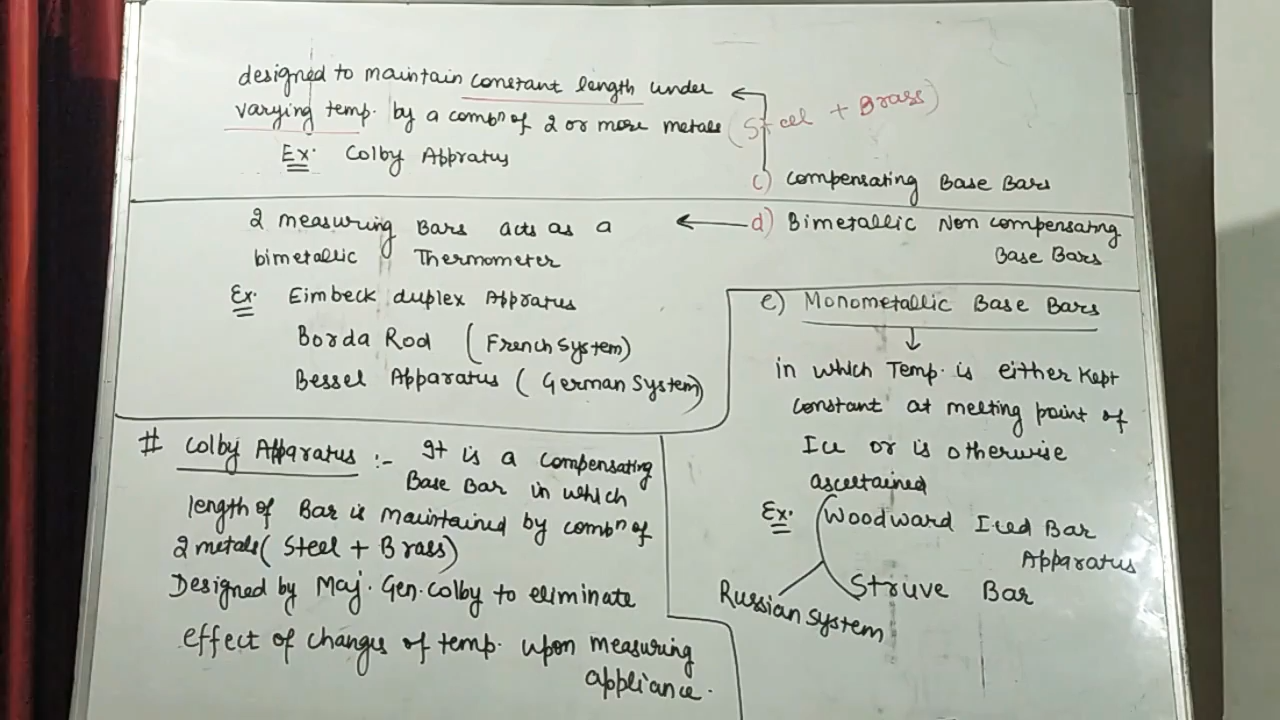 designed to maintain constant length under
varying temp. by a combⁿ of 2 or more metals (Steel + Brass)
Ex. Colby Appratus
c) Compensating Base Bars
d) Bimetallic Non compensating
Base Bars
2 measuring Bars acts as a
bimetallic Thermometer
Ex. Eimbeck duplex Appratus
Borda Rod (French System)
Bessel Apparatus (German System)
e) Monometallic Base Bars
in which Temp. is either kept
constant at melting point of
Ice or is otherwise
ascertained
Ex. Woodward Iced Bar
Apparatus
Struve Bar
Russian System
# Colby Apparatus :- It is a compensating
Base Bar in which
length of Bar is maintained by combⁿ of
2 metals (Steel + Brass)
Designed by Maj. Gen. Colby to eliminate
effect of changes of temp. upon measuring
appliance.